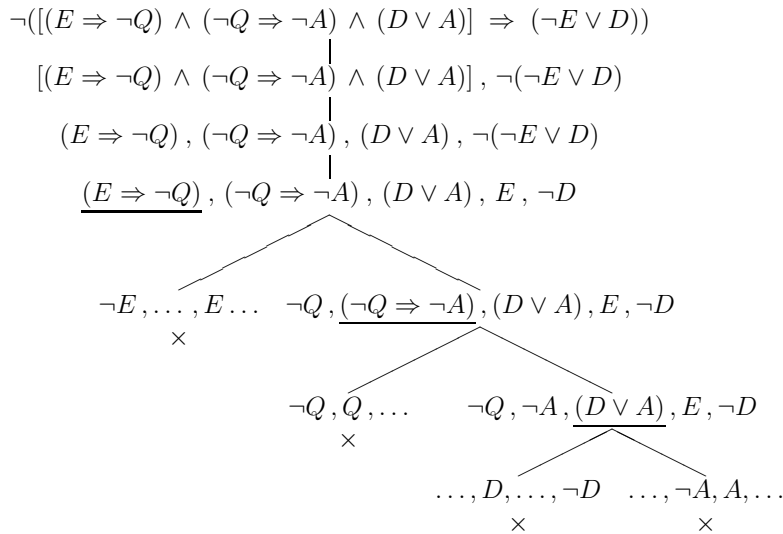 ¬([(E ⇒ ¬Q) ∧ (¬Q ⇒ ¬A) ∧ (D ∨ A)] ⇒ (¬E ∨ D))
[(E ⇒ ¬Q) ∧ (¬Q ⇒ ¬A) ∧ (D ∨ A)] , ¬(¬E ∨ D)
(E ⇒ ¬Q) , (¬Q ⇒ ¬A) , (D ∨ A) , ¬(¬E ∨ D)
(E ⇒ ¬Q) , (¬Q ⇒ ¬A) , (D ∨ A) , E , ¬D
¬E , … , E … ¬Q , (¬Q ⇒ ¬A) , (D ∨ A) , E , ¬D
×
¬Q , Q , … ¬Q , ¬A , (D ∨ A) , E , ¬D
×
… , D, … , ¬D … , ¬A, A, …
× ×